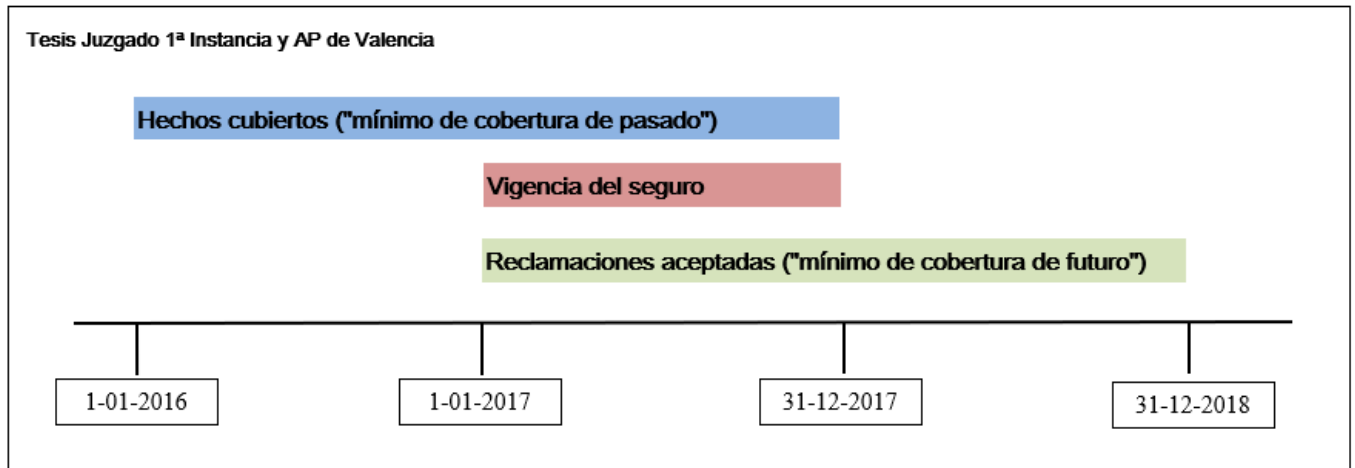 Tesis Juzgado 1ª Instancia y AP de Valencia
Hechos cubiertos ("mínimo de cobertura de pasado")
Vigencia del seguro
Reclamaciones aceptadas ("mínimo de cobertura de futuro")
1-01-2016
1-01-2017
31-12-2017
31-12-2018